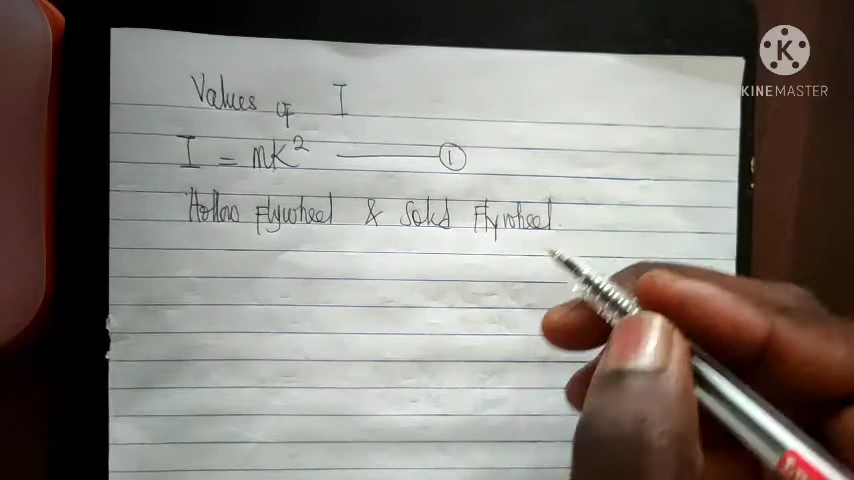 Values of I
I = mK² ——— ①
Hollow Flywheel & Solid Flywheel.
K
KINEMASTER